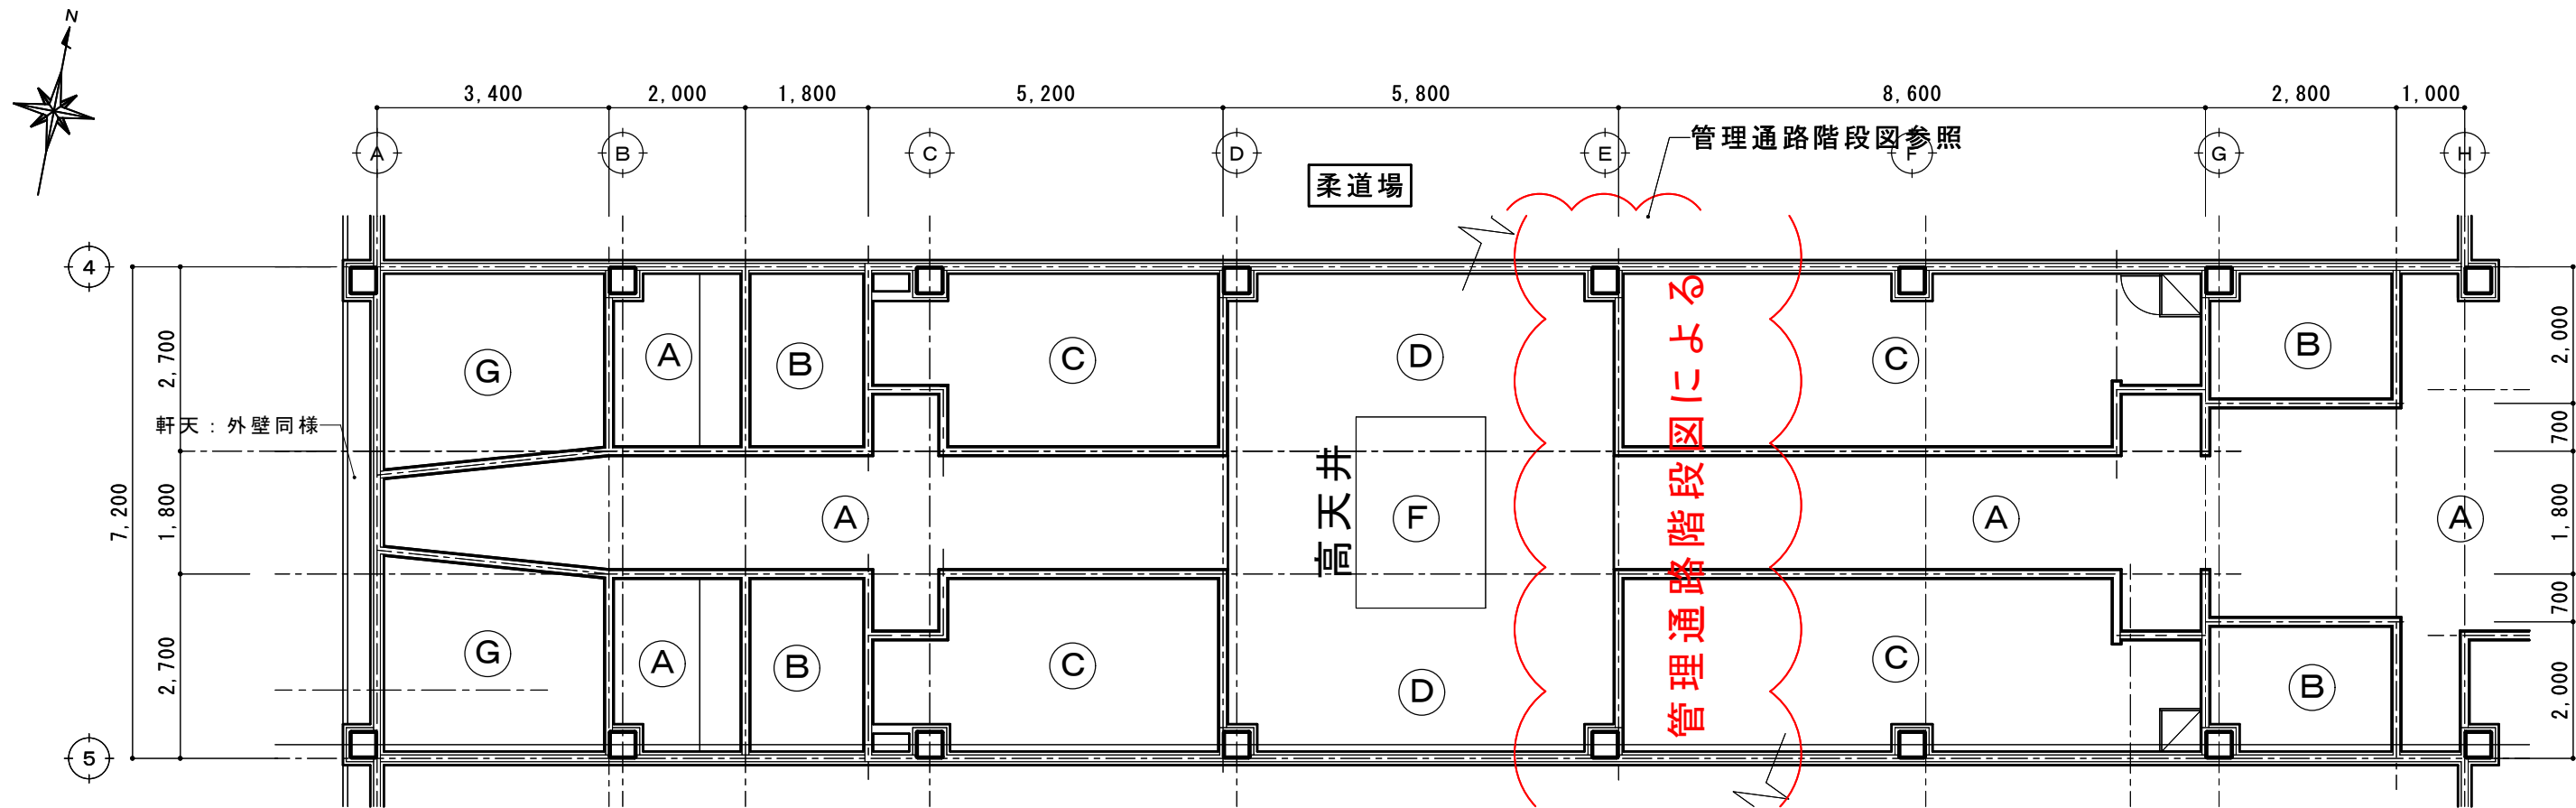 N
3,400 2,000 1,800 5,200 5,800 8,600 2,800 1,000
A B C D E F G H
管理通路階段図参照
柔道場
4
2,700
7,200
1,800
2,700
5
軒天：外壁同様
G A B C D C B
A F A A
G A B C D C B
高天井
管理通路階段図による
2,000
700
1,800
700
2,000